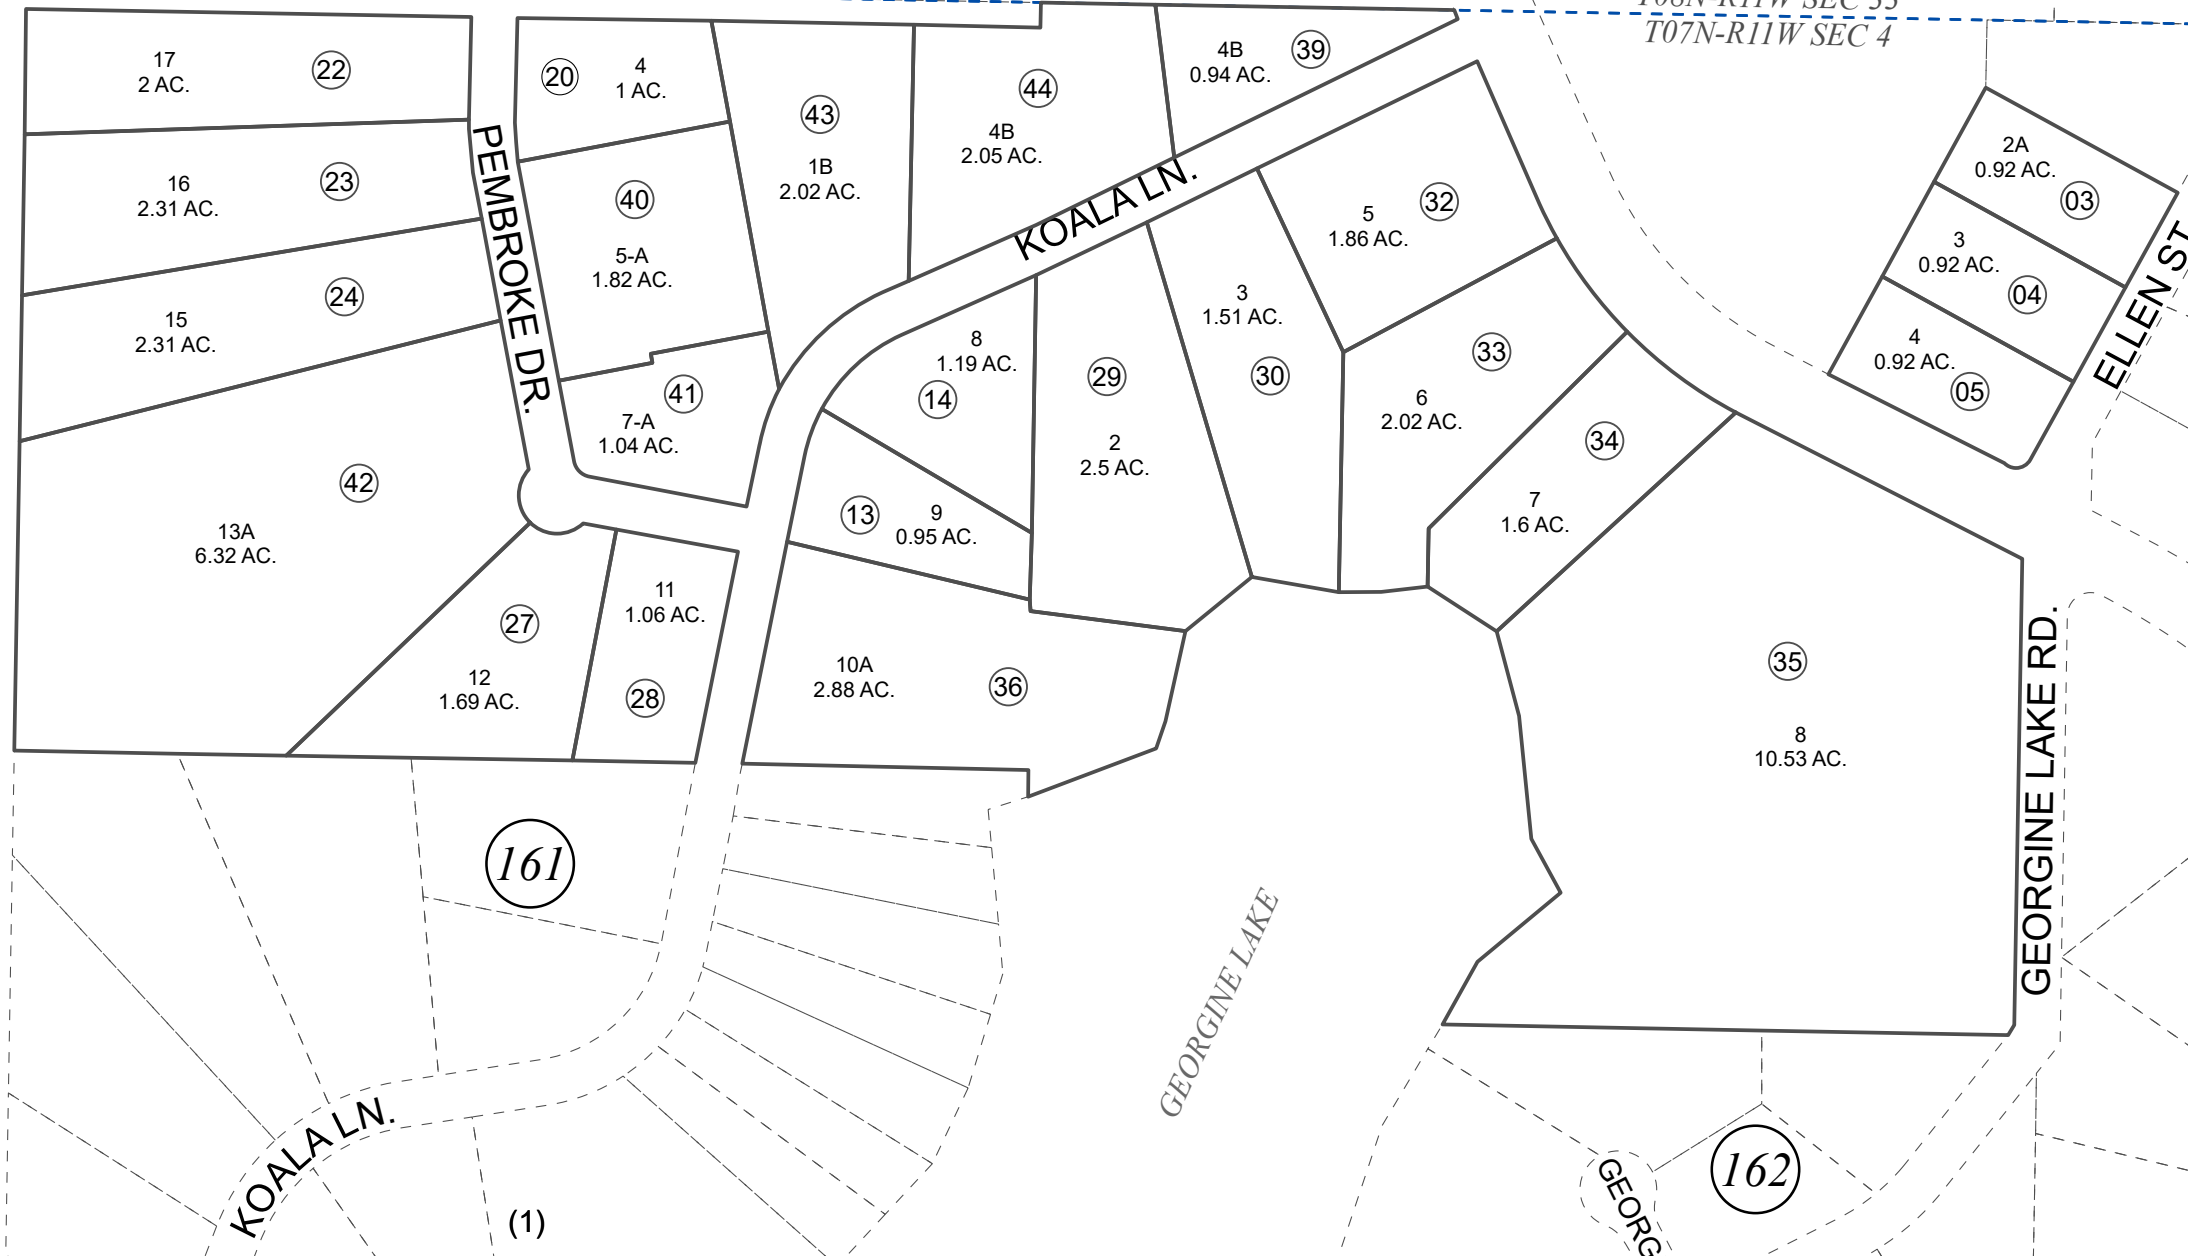 T08N-R11W SEC 33
T07N-R11W SEC 4
17
2 AC.
22
20
4
1 AC.
43
1B
2.02 AC.
44
4B
2.05 AC.
4B
0.94 AC.
39
16
2.31 AC.
23
PEMBROKE DR.
40
5-A
1.82 AC.
KOALA LN.
5
1.86 AC.
32
2A
0.92 AC.
03
3
0.92 AC.
04
4
0.92 AC.
05
ELLEN ST.
15
2.31 AC.
24
41
7-A
1.04 AC.
8
1.19 AC.
14
29
2
2.5 AC.
3
1.51 AC.
30
33
6
2.02 AC.
34
7
1.6 AC.
42
13A
6.32 AC.
13
9
0.95 AC.
27
12
1.69 AC.
11
1.06 AC.
28
10A
2.88 AC.
36
35
8
10.53 AC.
GEORGINE LAKE RD.
161
GEORGINE LAKE
KOALA LN.
(1)
162
GEORG